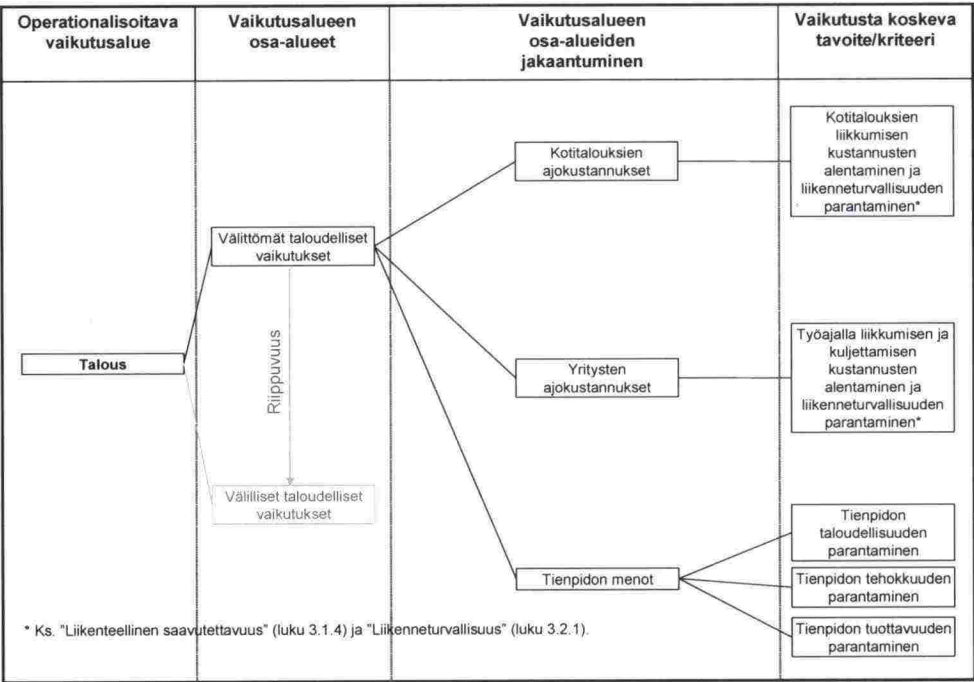 Operationalisoitava
vaikutusalue
Vaikutusalueen
osa-alueet
Vaikutusalueen
osa-alueiden
jakaantuminen
Vaikutusta koskeva
tavoite/kriteeri
Talous
Välittömät taloudelliset
vaikutukset
Riippuvuus
Välilliset taloudelliset
vaikutukset
Kotitalouksien
ajokustannukset
Yritysten
ajokustannukset
Tienpidon menot
Kotitalouksien
liikkumisen
kustannusten
alentaminen ja
liikenneturvallisuuden
parantaminen*
Työajalla liikkumisen ja
kuljettamisen
kustannusten
alentaminen ja
liikenneturvallisuuden
parantaminen*
Tienpidon
taloudellisuuden
parantaminen
Tienpidon tehokkuuden
parantaminen
Tienpidon tuottavuuden
parantaminen
* Ks. "Liikenteellinen saavutettavuus" (luku 3.1.4) ja "Liikenneturvallisuus" (luku 3.2.1).